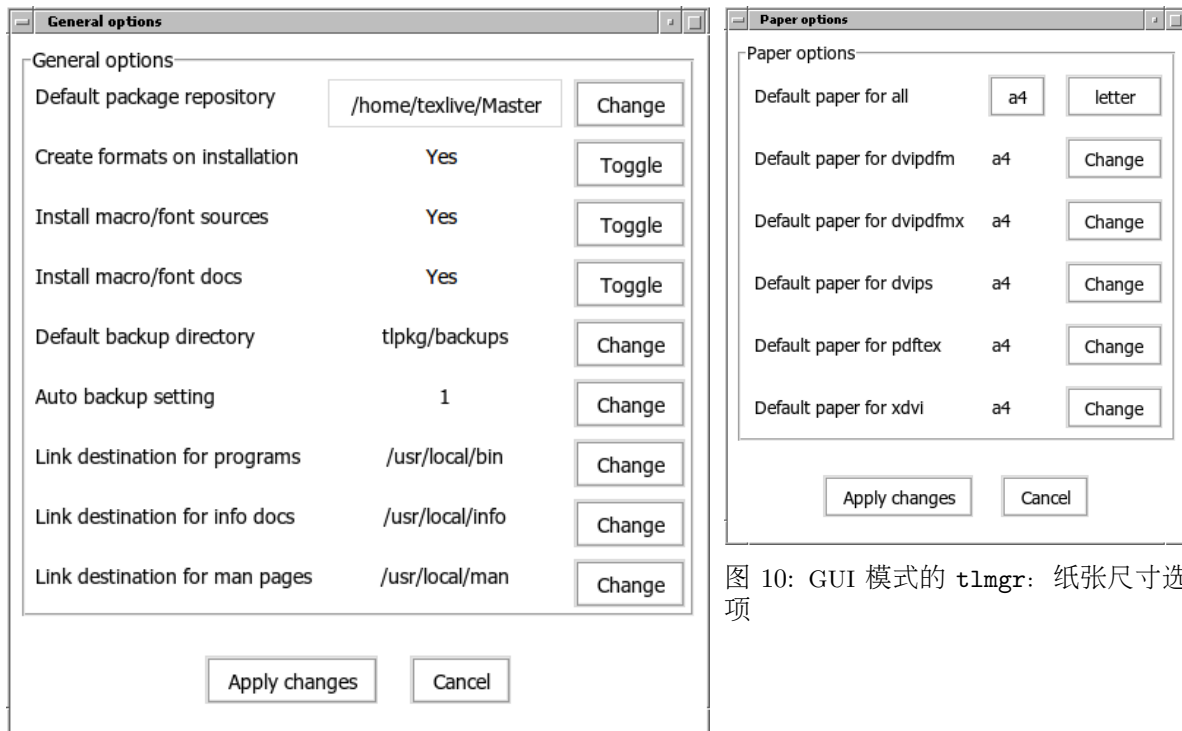 General options
General options
Default package repository /home/texlive/Master Change
Create formats on installation Yes Toggle
Install macro/font sources Yes Toggle
Install macro/font docs Yes Toggle
Default backup directory tlpkg/backups Change
Auto backup setting 1 Change
Link destination for programs /usr/local/bin Change
Link destination for info docs /usr/local/info Change
Link destination for man pages /usr/local/man Change
Apply changes Cancel
Paper options
Paper options
Default paper for all a4 letter
Default paper for dvipdfm a4 Change
Default paper for dvipdfmx a4 Change
Default paper for dvips a4 Change
Default paper for pdftex a4 Change
Default paper for xdvi a4 Change
Apply changes Cancel
图 10: GUI 模式的 tlmgr: 纸张尺寸选
项